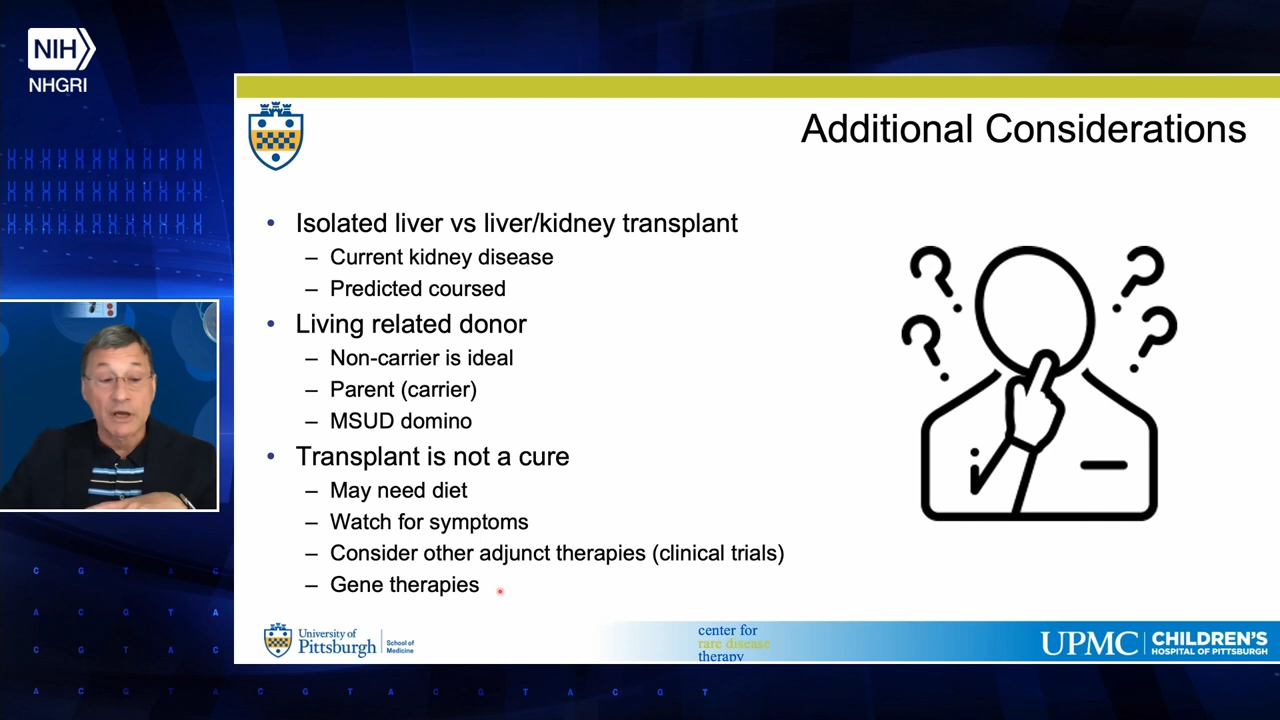 NIH
NHGRI
Additional Considerations
• Isolated liver vs liver/kidney transplant
– Current kidney disease
– Predicted coursed
• Living related donor
– Non-carrier is ideal
– Parent (carrier)
– MSUD domino
• Transplant is not a cure
– May need diet
– Watch for symptoms
– Consider other adjunct therapies (clinical trials)
– Gene therapies
University of
Pittsburgh
School of
Medicine
center for
rare disease
therapy
UPMC
CHILDREN'S
HOSPITAL OF PITTSBURGH
C G T A C
A C G T A
C G T A C
A C G T A C G T A C G T A C G T